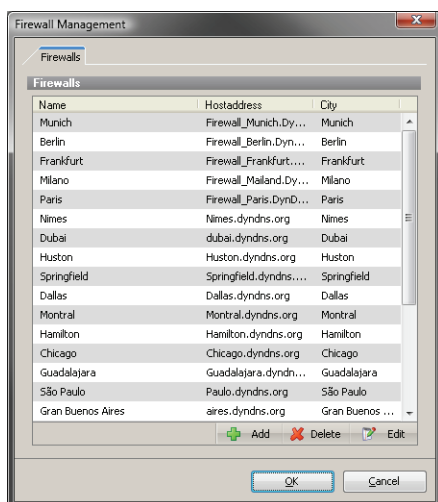 Firewall Management
Firewalls
Firewalls
Name Hostaddress City
Munich Firewall_Munich.Dy... Munich
Berlin Firewall_Berlin.Dyn... Berlin
Frankfurt Firewall_Frankfurt.... Frankfurt
Milano Firewall_Mailand.Dy... Milano
Paris Firewall_Paris.DynD... Paris
Nimes Nimes.dyndns.org Nimes
Dubai dubai.dyndns.org Dubai
Huston Huston.dyndns.org Huston
Springfield Springfield.dyndns.... Springfield
Dallas Dallas.dyndns.org Dallas
Montral Montral.dyndns.org Montral
Hamilton Hamilton.dyndns.org Hamilton
Chicago Chicago.dyndns.org Chicago
Guadalajara Guadalajara.dyndn... Guadalajara
São Paulo Paulo.dyndns.org São Paulo
Gran Buenos Aires aires.dyndns.org Gran Buenos ...
Add Delete Edit
OK Cancel